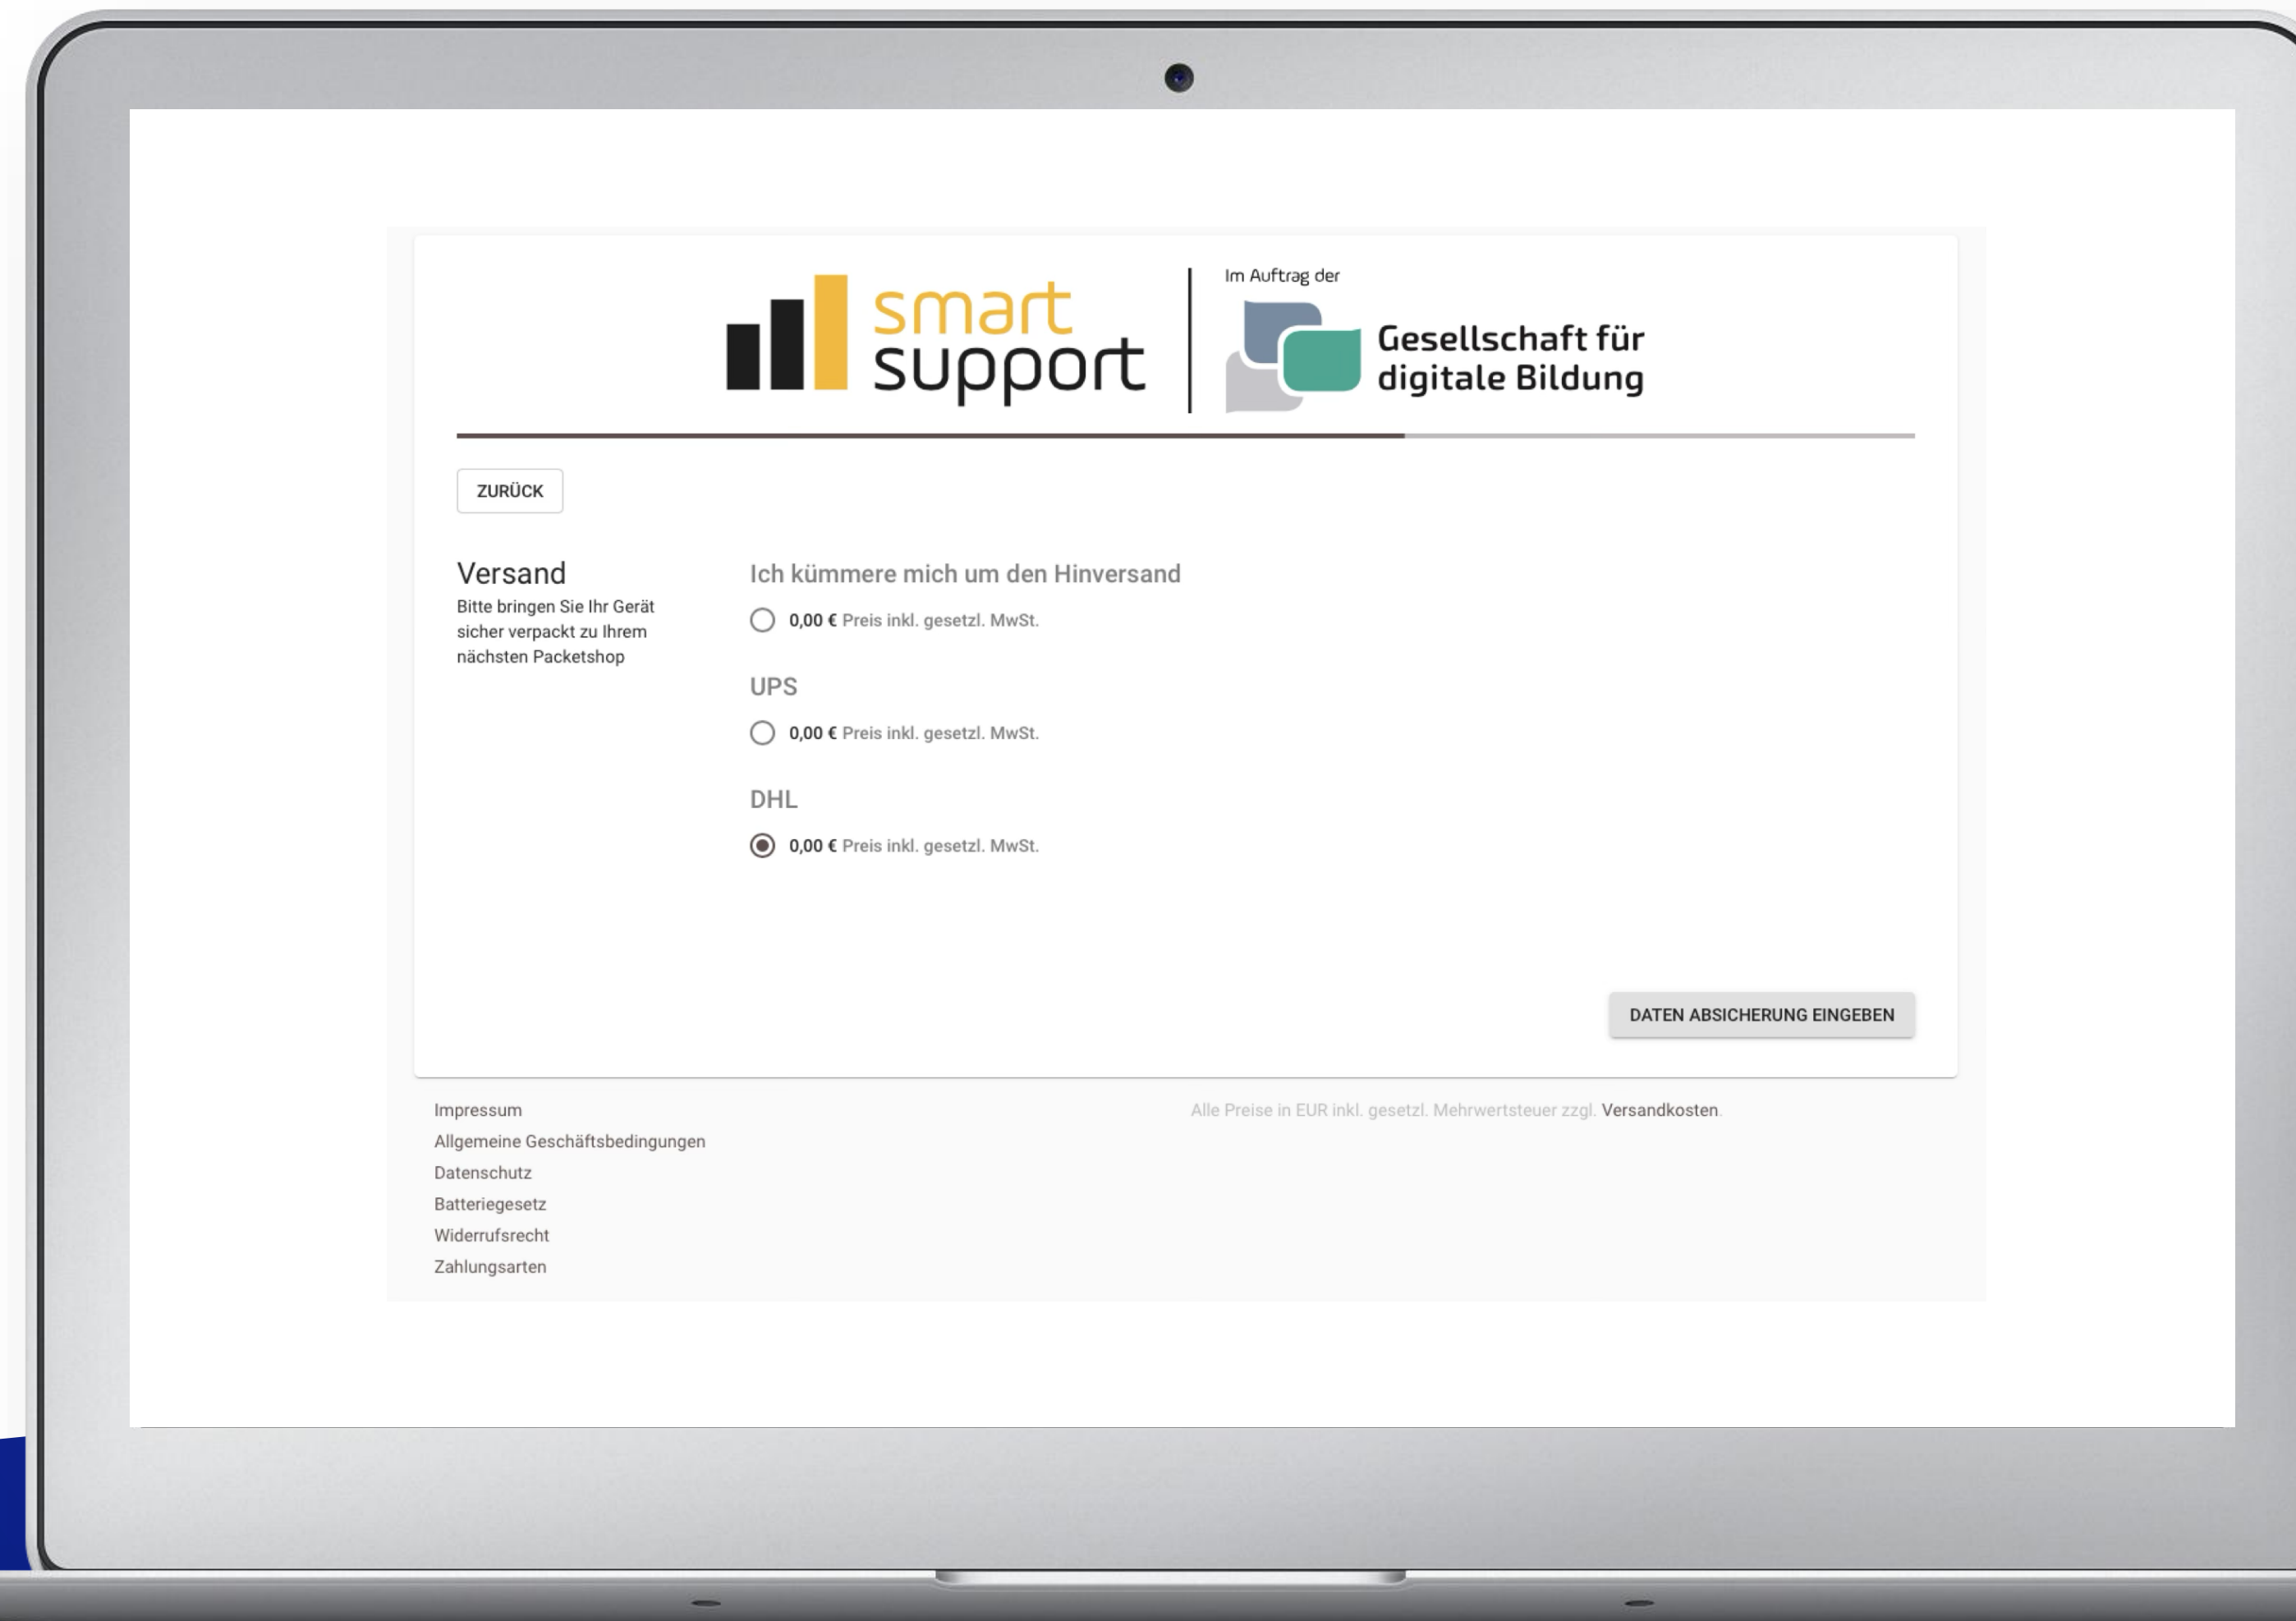 smart
support
Im Auftrag der
Gesellschaft für
digitale Bildung
ZURÜCK
Versand
Bitte bringen Sie Ihr Gerät
sicher verpackt zu Ihrem
nächsten Packetshop
Ich kümmere mich um den Hinversand
0,00 € Preis inkl. gesetzl. MwSt.
UPS
0,00 € Preis inkl. gesetzl. MwSt.
DHL
0,00 € Preis inkl. gesetzl. MwSt.
DATEN ABSICHERUNG EINGEBEN
Impressum
Allgemeine Geschäftsbedingungen
Datenschutz
Batteriegesetz
Widerrufsrecht
Zahlungsarten
Alle Preise in EUR inkl. gesetzl. Mehrwertsteuer zzgl. Versandkosten.